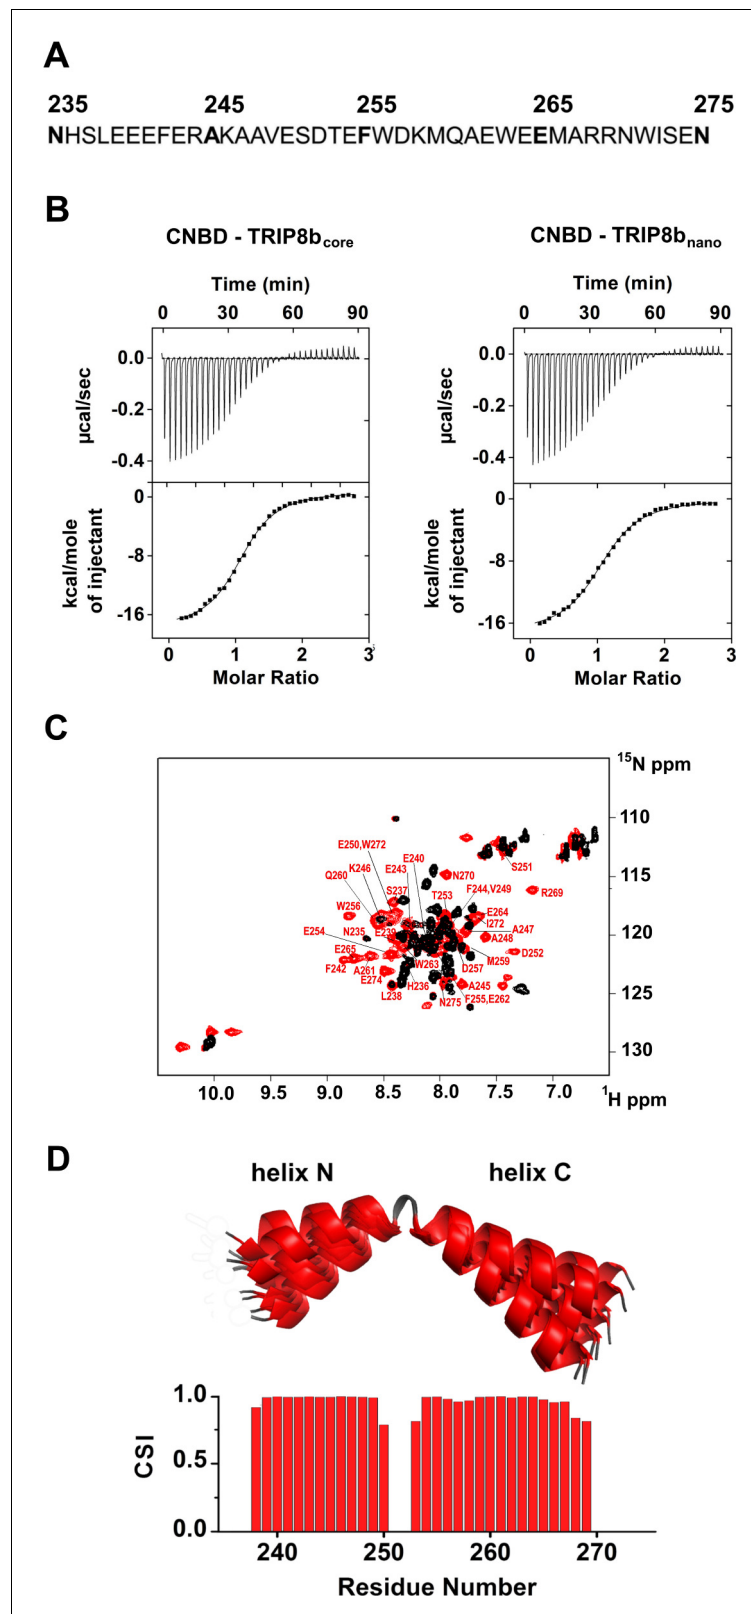 A
235 245 255 265 275
NHSLEEEFERAKAAVESDTEFWDKMQAEWEEMARRNWISEN
B
CNBD - TRIP8bcore
CNBD - TRIP8bnano
Time (min)
Time (min)
0 30 60 90
0 30 60 90
0.0
-0.2
-0.4
µcal/sec
0.0
-0.2
-0.4
µcal/sec
0
-8
-16
kcal/mole
of injectant
0
-8
-16
kcal/mole
of injectant
0 1 2 3
0 1 2 3
Molar Ratio
Molar Ratio
C
15N ppm
110
115
120
125
130
E250,W272
E240
K246
E243
Q260
S237
W256
N235
E239
E254
E265
F242
A261
E274
L238
W263
H236
S251
N270
T253
F244,V249
R269
E264
I272
A247
A248
D252
M259
D257
A245
N275
F255,E262
10.0 9.5 9.0 8.5 8.0 7.5 7.0
1H ppm
D
helix N
helix C
1.0
0.5
0.0
CSI
240 250 260 270
Residue Number